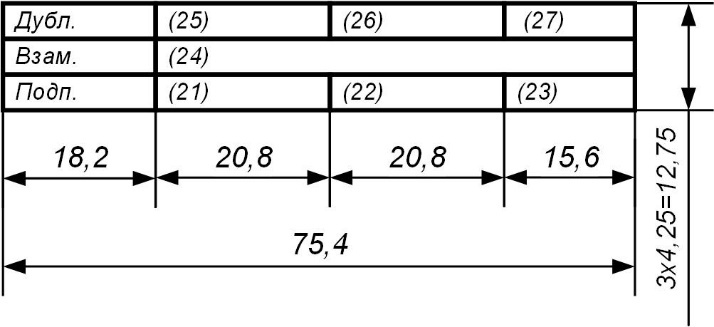 Дубл. (25) (26) (27)
Взам. (24)
Подп. (21) (22) (23)
18,2 20,8 20,8 15,6
75,4
3х4,25=12,75